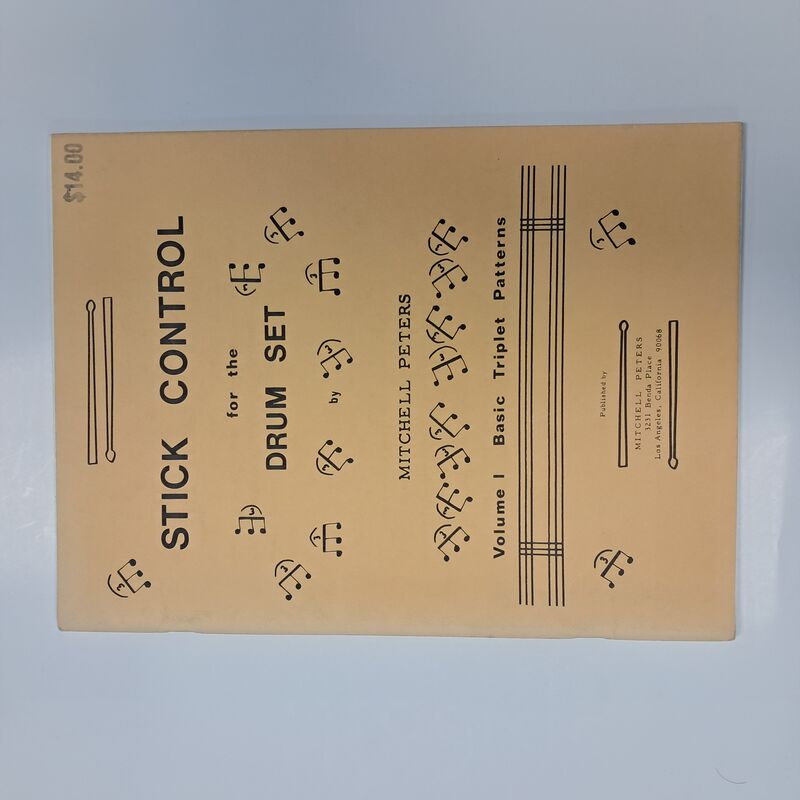 $14.00
STICK CONTROL
for the
DRUM SET
by
MITCHELL PETERS
Volume I Basic Triplet Patterns
Published by
MITCHELL PETERS
3231 Benda Place
Los Angeles, California 90068